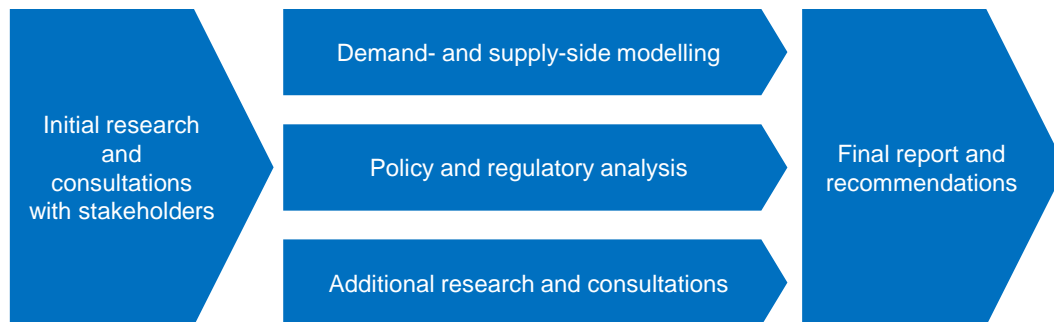 Initial research
and
consultations
with stakeholders
Demand- and supply-side modelling
Policy and regulatory analysis
Additional research and consultations
Final report and
recommendations